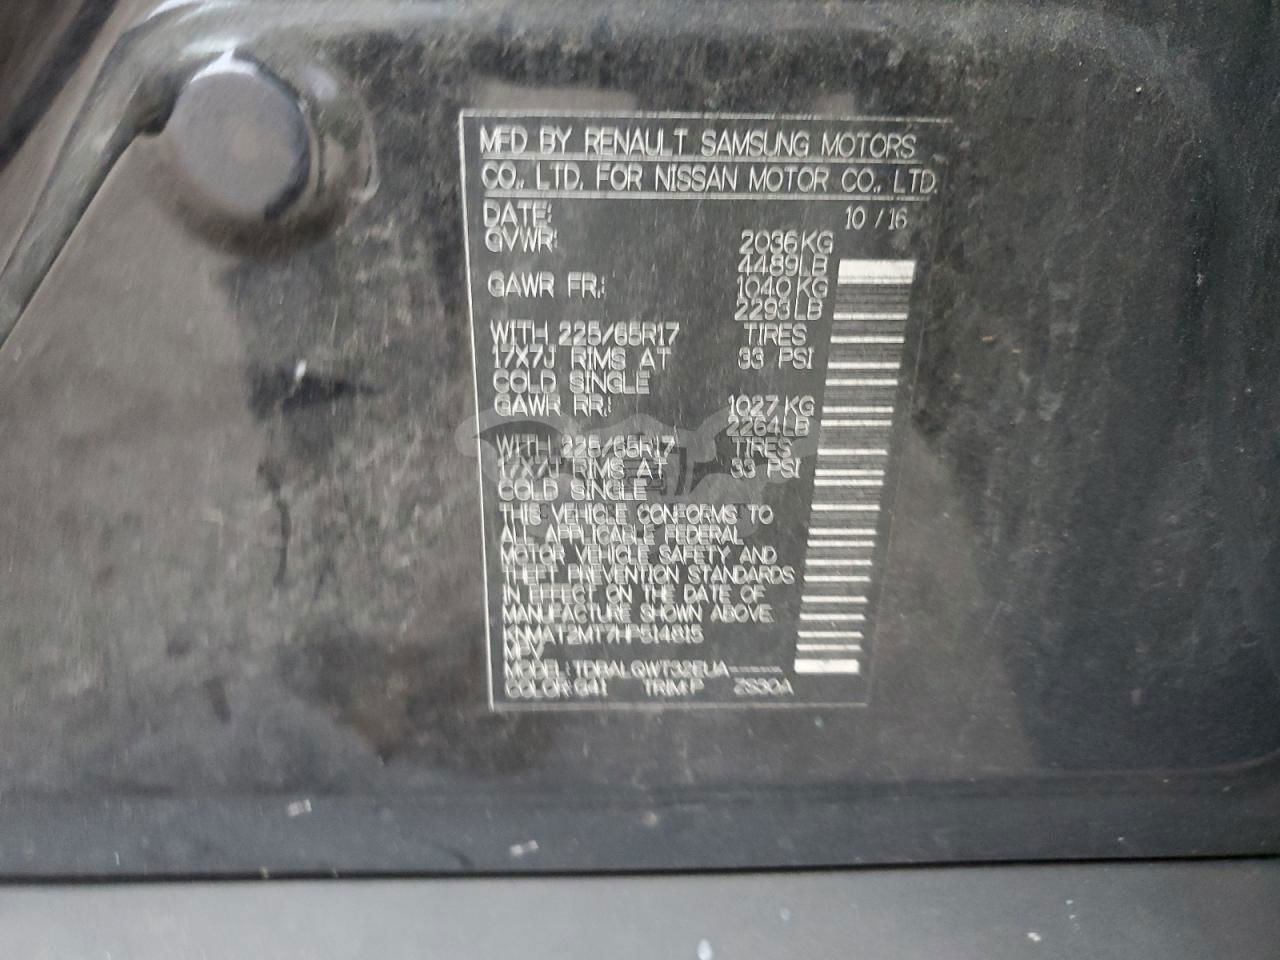 MFD BY RENAULT SAMSUNG MOTORS
CO., LTD. FOR NISSAN MOTOR CO., LTD.
DATE: 10 /16
GVWR: 2036KG
4489LB
GAWR FR.: 1040 KG
2293LB
WITH 225/65R17 TIRES
17X7J RIMS AT 33 PSI
COLD SINGLE
GAWR RR.: 1027KG
2264LB
WITH 225/65R17 TIRES
17X7J RIMS AT 33 PSI
COLD SINGLE
THIS VEHICLE CONFORMS TO
ALL APPLICABLE FEDERAL
MOTOR VEHICLE SAFETY AND
THEFT PREVENTION STANDARDS
IN EFFECT ON THE DATE OF
MANUFACTURE SHOWN ABOVE.
KNMAT2MT7HP514815
MPV
MODEL: TDBALGWT32EUA-----
COLOR: G41 TRIM:P ZS30A